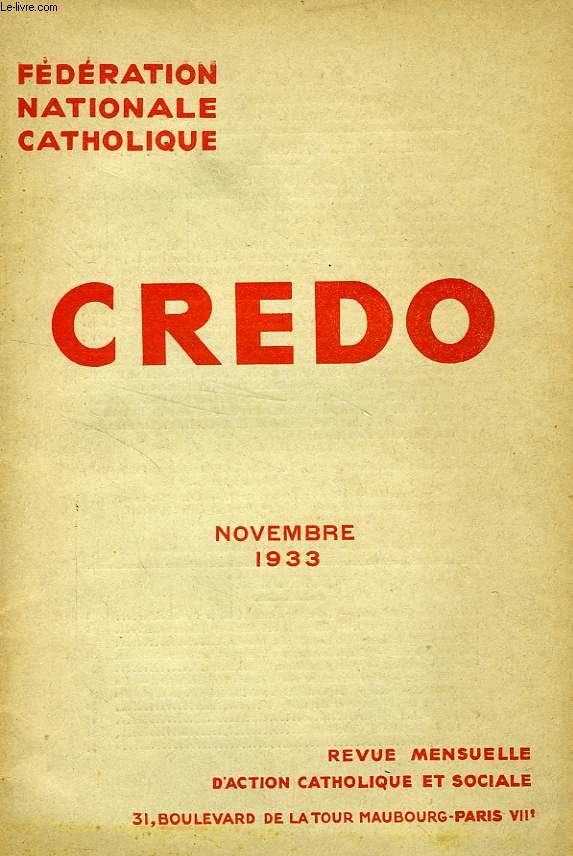 Le-livre.com
FÉDÉRATION
NATIONALE
CATHOLIQUE
CREDO
NOVEMBRE
1933
REVUE MENSUELLE
D'ACTION CATHOLIQUE ET SOCIALE
31, BOULEVARD DE LA TOUR MAUBOURG-PARIS VIIe